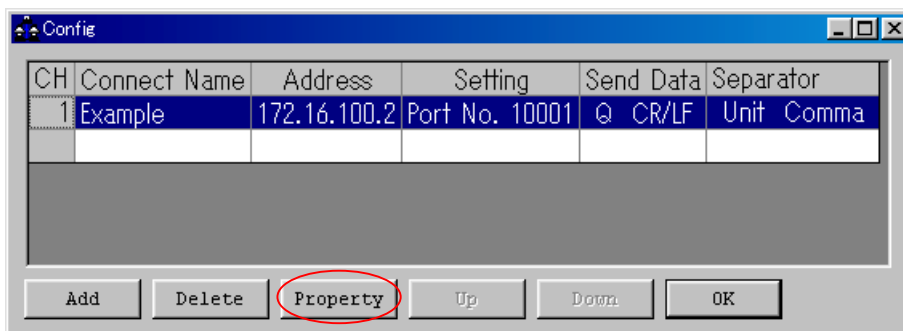 Config
CH Connect Name Address Setting Send Data Separator
1 Example 172.16.100.2 Port No. 10001 Q CR/LF Unit Comma
Add Delete Property Up Down OK